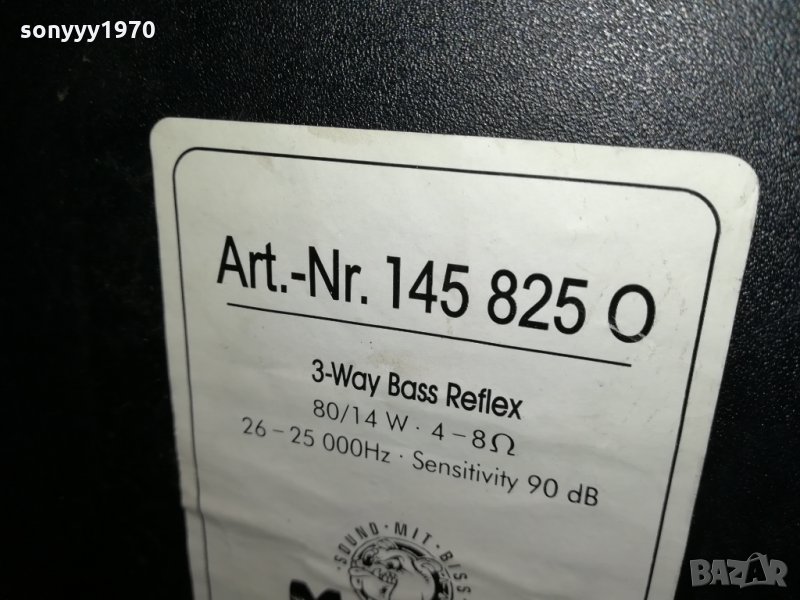 sonyyy1970
Art.-Nr. 145 825 O
3-Way Bass Reflex
80/14 W · 4–8Ω
26–25 000Hz · Sensitivity 90 dB
·SOUND·MIT·BISS
BAZAR